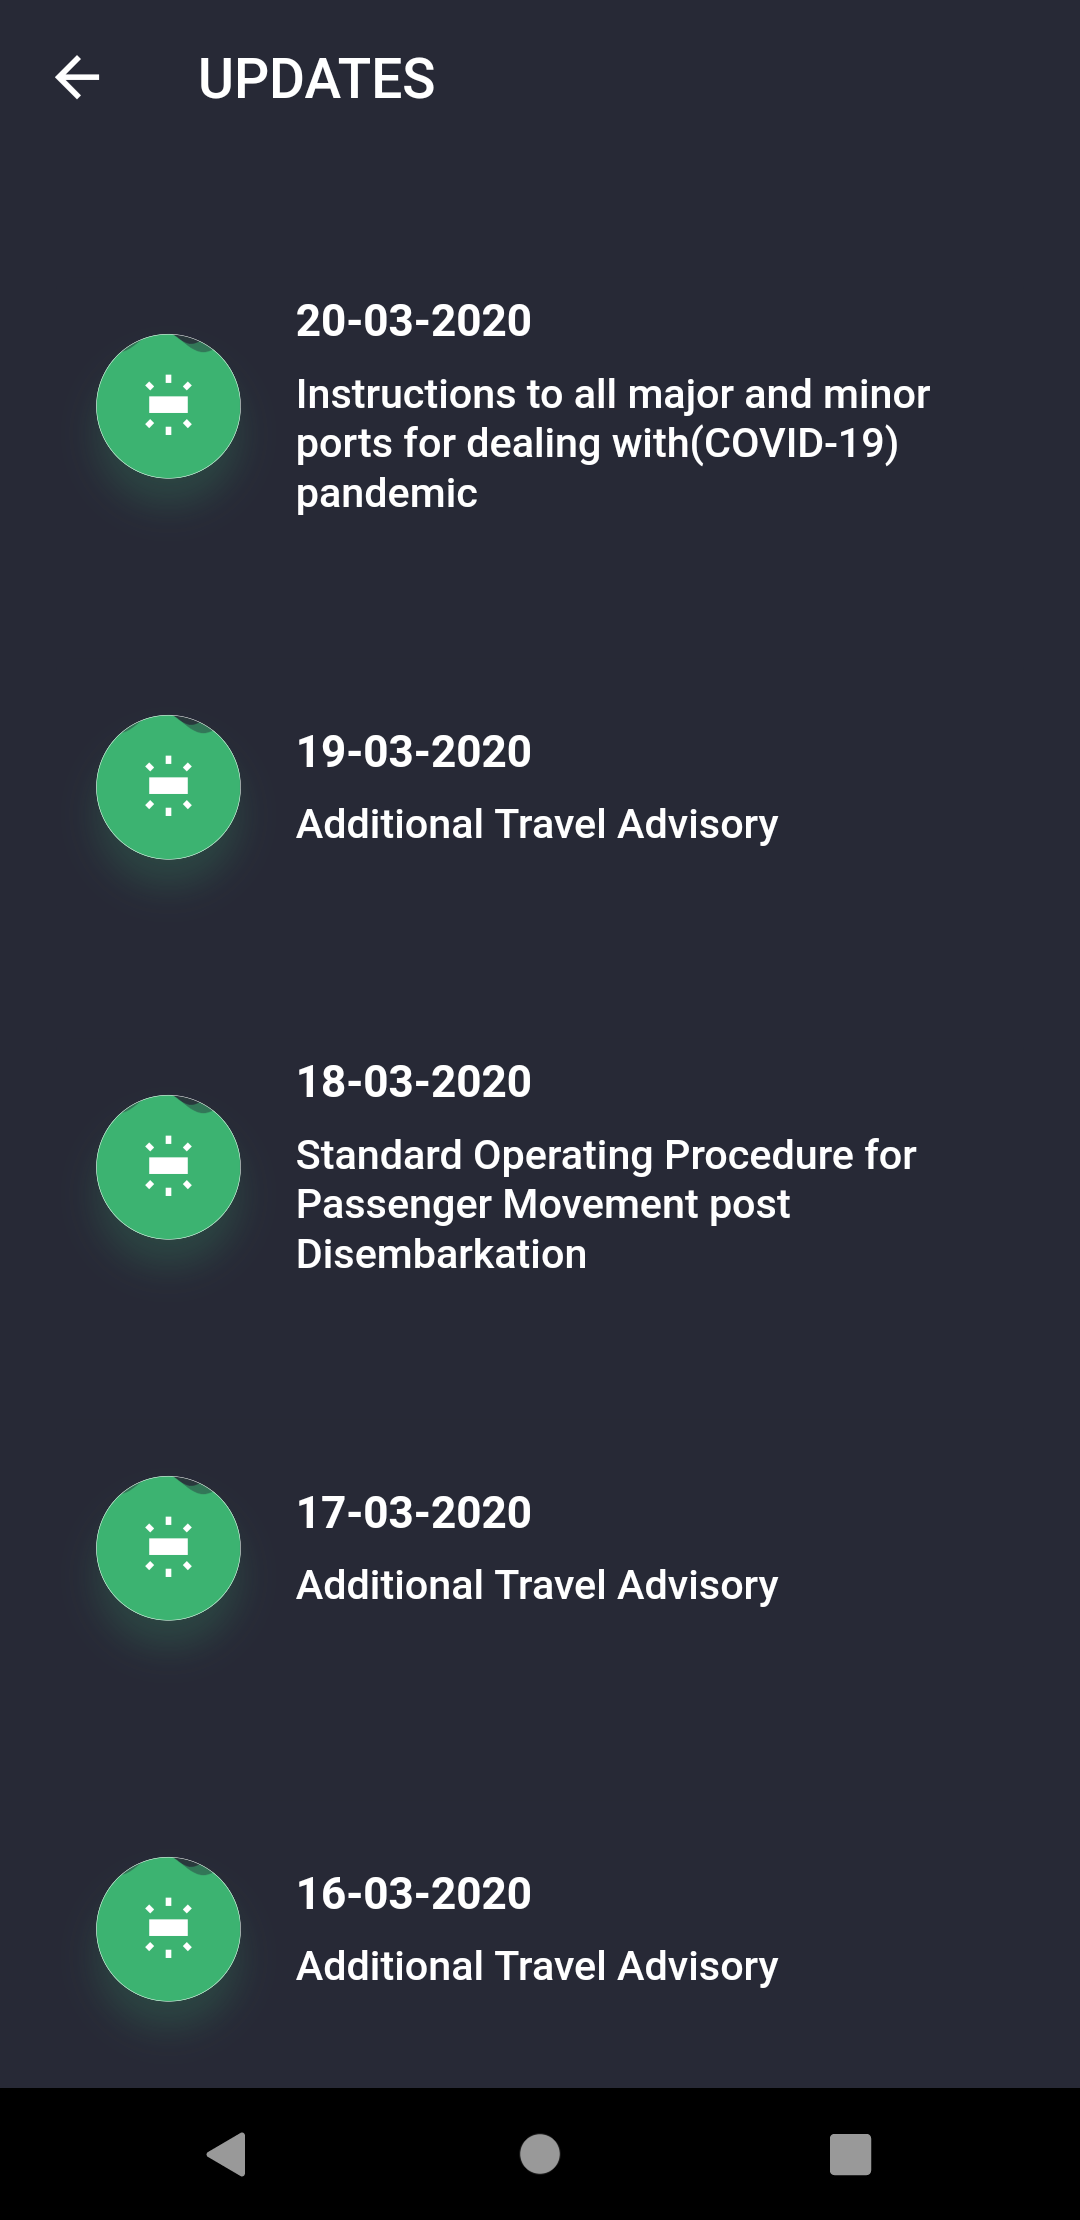 UPDATES
20-03-2020
Instructions to all major and minor
ports for dealing with(COVID-19)
pandemic
19-03-2020
Additional Travel Advisory
18-03-2020
Standard Operating Procedure for
Passenger Movement post
Disembarkation
17-03-2020
Additional Travel Advisory
16-03-2020
Additional Travel Advisory